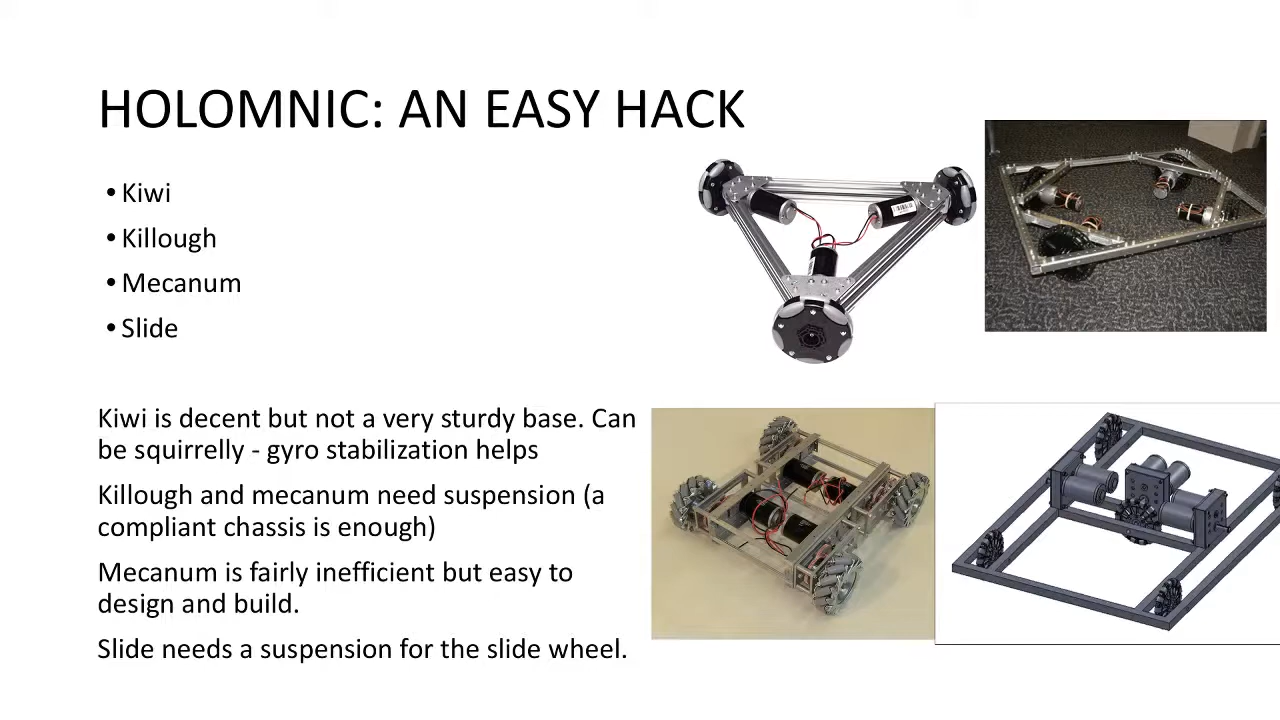 HOLOMNIC: AN EASY HACK
• Kiwi
• Killough
• Mecanum
• Slide
Kiwi is decent but not a very sturdy base. Can
be squirrelly - gyro stabilization helps
Killough and mecanum need suspension (a
compliant chassis is enough)
Mecanum is fairly inefficient but easy to
design and build.
Slide needs a suspension for the slide wheel.